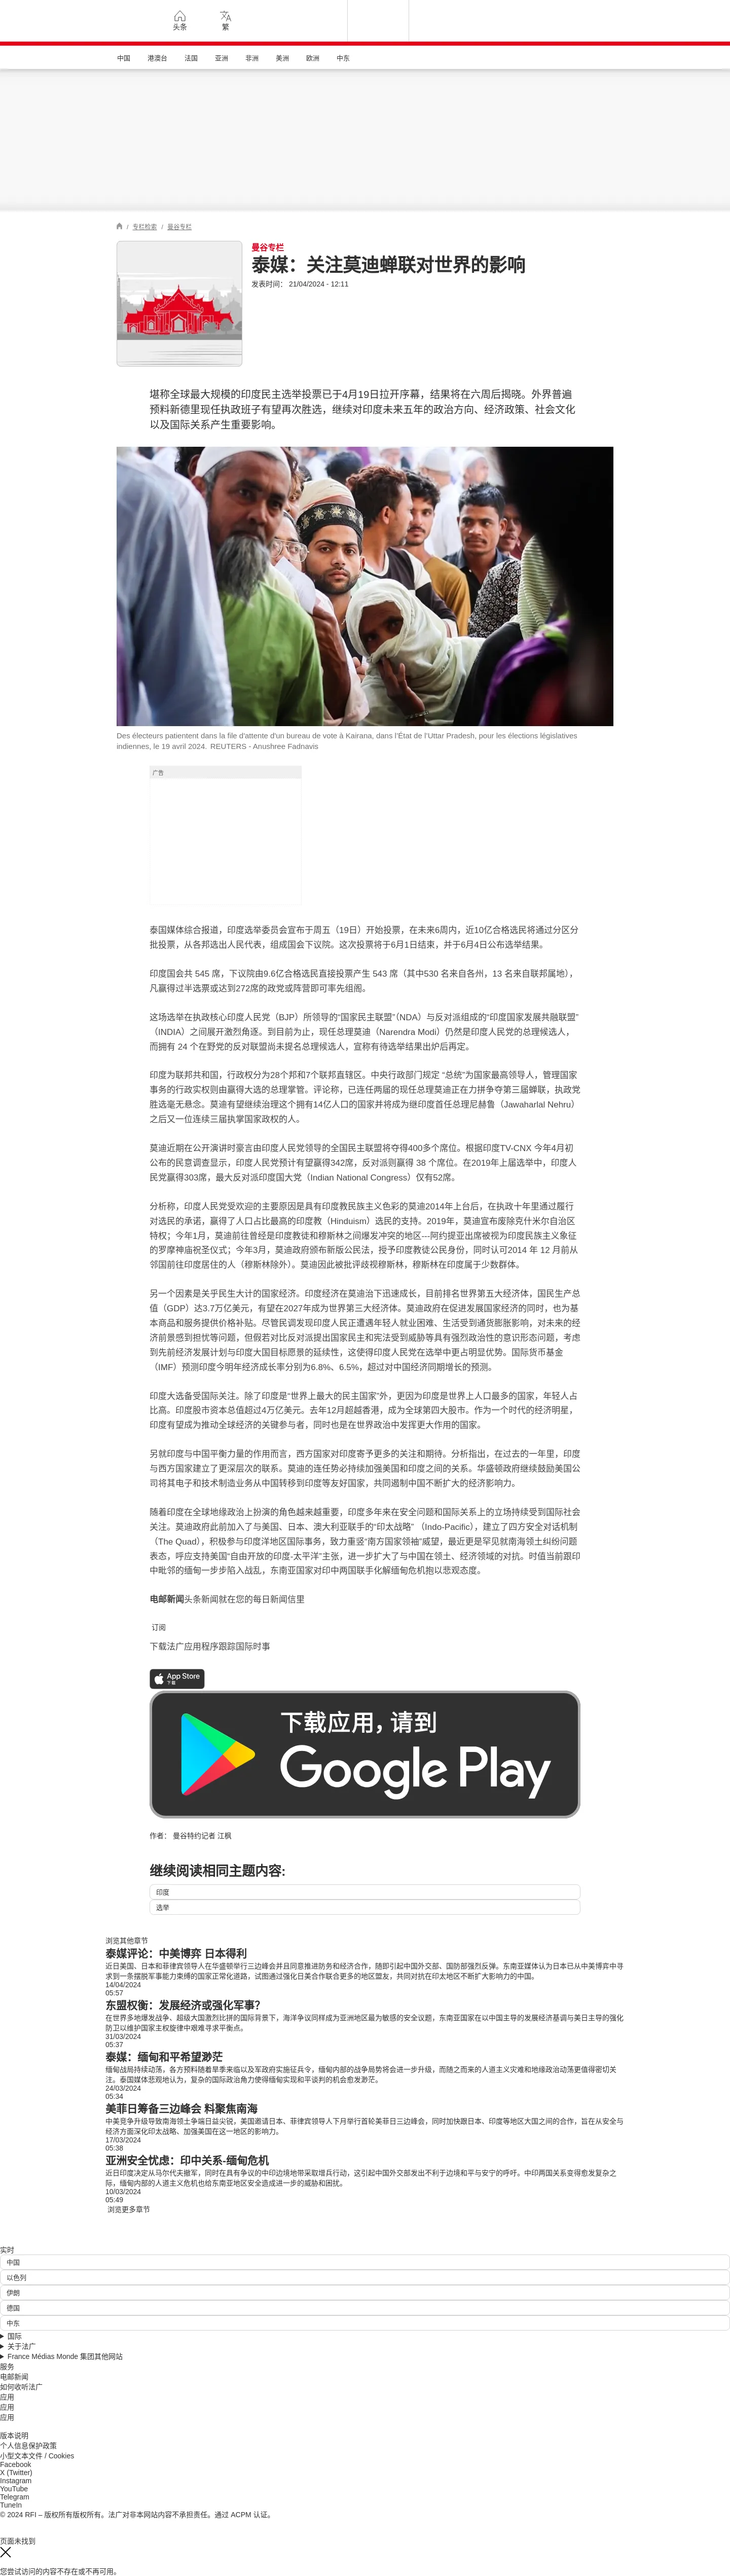 头条
繁
中国 港澳台 法国 亚洲 非洲 美洲 欧洲 中东
/ 专栏检索 / 曼谷专栏
曼谷专栏
泰媒：关注莫迪蝉联对世界的影响
发表时间： 21/04/2024 - 12:11
堪称全球最大规模的印度民主选举投票已于4月19日拉开序幕，结果将在六周后揭晓。外界普遍
预料新德里现任执政班子有望再次胜选，继续对印度未来五年的政治方向、经济政策、社会文化
以及国际关系产生重要影响。
Des électeurs patientent dans la file d'attente d'un bureau de vote à Kairana, dans l'État de l'Uttar Pradesh, pour les élections législatives
indiennes, le 19 avril 2024. REUTERS - Anushree Fadnavis
广告
泰国媒体综合报道，印度选举委员会宣布于周五（19日）开始投票，在未来6周内，近10亿合格选民将通过分区分
批投票，从各邦选出人民代表，组成国会下议院。这次投票将于6月1日结束，并于6月4日公布选举结果。
印度国会共 545 席，下议院由9.6亿合格选民直接投票产生 543 席（其中530 名来自各州，13 名来自联邦属地），
凡赢得过半选票或达到272席的政党或阵营即可率先组阁。
这场选举在执政核心印度人民党（BJP）所领导的“国家民主联盟”（NDA）与反对派组成的“印度国家发展共融联盟”
（INDIA）之间展开激烈角逐。到目前为止，现任总理莫迪（Narendra Modi）仍然是印度人民党的总理候选人，
而拥有 24 个在野党的反对联盟尚未提名总理候选人，宣称有待选举结果出炉后再定。
印度为联邦共和国，行政权分为28个邦和7个联邦直辖区。中央行政部门规定 “总统”为国家最高领导人，管理国家
事务的行政实权则由赢得大选的总理掌管。评论称，已连任两届的现任总理莫迪正在力拼争夺第三届蝉联，执政党
胜选毫无悬念。莫迪有望继续治理这个拥有14亿人口的国家并将成为继印度首任总理尼赫鲁（Jawaharlal Nehru）
之后又一位连续三届执掌国家政权的人。
莫迪近期在公开演讲时豪言由印度人民党领导的全国民主联盟将夺得400多个席位。根据印度TV-CNX 今年4月初
公布的民意调查显示，印度人民党预计有望赢得342席，反对派则赢得 38 个席位。在2019年上届选举中，印度人
民党赢得303席，最大反对派印度国大党（Indian National Congress）仅有52席。
分析称，印度人民党受欢迎的主要原因是具有印度教民族主义色彩的莫迪2014年上台后，在执政十年里通过履行
对选民的承诺，赢得了人口占比最高的印度教（Hinduism）选民的支持。2019年，莫迪宣布废除克什米尔自治区
特权；今年1月，莫迪前往曾经是印度教徒和穆斯林之间爆发冲突的地区---阿约提亚出席被视为印度民族主义象征
的罗摩神庙祝圣仪式；今年3月，莫迪政府颁布新版公民法，授予印度教徒公民身份，同时认可2014 年 12 月前从
邻国前往印度居住的人（穆斯林除外）。莫迪因此被批评歧视穆斯林，穆斯林在印度属于少数群体。
另一个因素是关乎民生大计的国家经济。印度经济在莫迪治下迅速成长，目前排名世界第五大经济体，国民生产总
值（GDP）达3.7万亿美元，有望在2027年成为世界第三大经济体。莫迪政府在促进发展国家经济的同时，也为基
本商品和服务提供价格补贴。尽管民调发现印度人民正遭遇年轻人就业困难、生活受到通货膨胀影响，对未来的经
济前景感到担忧等问题，但假若对比反对派提出国家民主和宪法受到威胁等具有强烈政治性的意识形态问题，考虑
到先前经济发展计划与印度大国目标愿景的延续性，这使得印度人民党在选举中更占明显优势。国际货币基金
（IMF）预测印度今明年经济成长率分别为6.8%、6.5%，超过对中国经济同期增长的预测。
印度大选备受国际关注。除了印度是“世界上最大的民主国家”外，更因为印度是世界上人口最多的国家，年轻人占
比高。印度股市资本总值超过4万亿美元。去年12月超越香港，成为全球第四大股市。作为一个时代的经济明星，
印度有望成为推动全球经济的关键参与者，同时也是在世界政治中发挥更大作用的国家。
另就印度与中国平衡力量的作用而言，西方国家对印度寄予更多的关注和期待。分析指出，在过去的一年里，印度
与西方国家建立了更深层次的联系。莫迪的连任势必持续加强美国和印度之间的关系。华盛顿政府继续鼓励美国公
司将其电子和技术制造业务从中国转移到印度等友好国家，共同遏制中国不断扩大的经济影响力。
随着印度在全球地缘政治上扮演的角色越来越重要，印度多年来在安全问题和国际关系上的立场持续受到国际社会
关注。莫迪政府此前加入了与美国、日本、澳大利亚联手的“印太战略” （Indo-Pacific），建立了四方安全对话机制
（The Quad），积极参与印度洋地区国际事务，致力重竖“南方国家领袖”威望，最近更是罕见就南海领土纠纷问题
表态，呼应支持美国“自由开放的印度-太平洋”主张，进一步扩大了与中国在领土、经济领域的对抗。时值当前跟印
中毗邻的缅甸一步步陷入战乱，东南亚国家对印中两国联手化解缅甸危机抱以悲观态度。
电邮新闻头条新闻就在您的每日新闻信里
订阅
下载法广应用程序跟踪国际时事
App Store
下载
下载应用，请到
Google Play
作者： 曼谷特约记者 江枫
继续阅读相同主题内容:
印度
选举
浏览其他章节
泰媒评论：中美博弈 日本得利
近日美国、日本和菲律宾领导人在华盛顿举行三边峰会并且同意推进防务和经济合作，随即引起中国外交部、国防部强烈反弹。东南亚媒体认为日本已从中美博弈中寻
求到一条摆脱军事能力束缚的国家正常化道路，试图通过强化日美合作联合更多的地区盟友，共同对抗在印太地区不断扩大影响力的中国。
14/04/2024
05:57
东盟权衡：发展经济或强化军事？
在世界多地爆发战争、超级大国激烈比拼的国际背景下，海洋争议同样成为亚洲地区最为敏感的安全议题，东南亚国家在以中国主导的发展经济基调与美日主导的强化
防卫以维护国家主权旋律中艰难寻求平衡点。
31/03/2024
05:37
泰媒：缅甸和平希望渺茫
缅甸战局持续动荡，各方预料随着旱季来临以及军政府实施征兵令，缅甸内部的战争局势将会进一步升级，而随之而来的人道主义灾难和地缘政治动荡更值得密切关
注。泰国媒体悲观地认为，复杂的国际政治角力使得缅甸实现和平谈判的机会愈发渺茫。
24/03/2024
05:34
美菲日筹备三边峰会 料聚焦南海
中美竞争升级导致南海领土争端日益尖锐，美国邀请日本、菲律宾领导人下月举行首轮美菲日三边峰会，同时加快跟日本、印度等地区大国之间的合作，旨在从安全与
经济方面深化印太战略、加强美国在这一地区的影响力。
17/03/2024
05:38
亚洲安全忧虑：印中关系-缅甸危机
近日印度决定从马尔代夫撤军，同时在具有争议的中印边境地带采取增兵行动，这引起中国外交部发出不利于边境和平与安宁的呼吁。中印两国关系变得愈发复杂之
际，缅甸内部的人道主义危机也给东南亚地区安全造成进一步的威胁和困扰。
10/03/2024
05:49
浏览更多章节
实时
中国
以色列
伊朗
德国
中东
国际
关于法广
France Médias Monde 集团其他网站
服务
电邮新闻
如何收听法广
应用
应用
应用
版本说明
个人信息保护政策
小型文本文件 / Cookies
Facebook
X (Twitter)
Instagram
YouTube
Telegram
TuneIn
© 2024 RFI – 版权所有版权所有。法广对非本网站内容不承担责任。通过 ACPM 认证。
页面未找到
您尝试访问的内容不存在或不再可用。